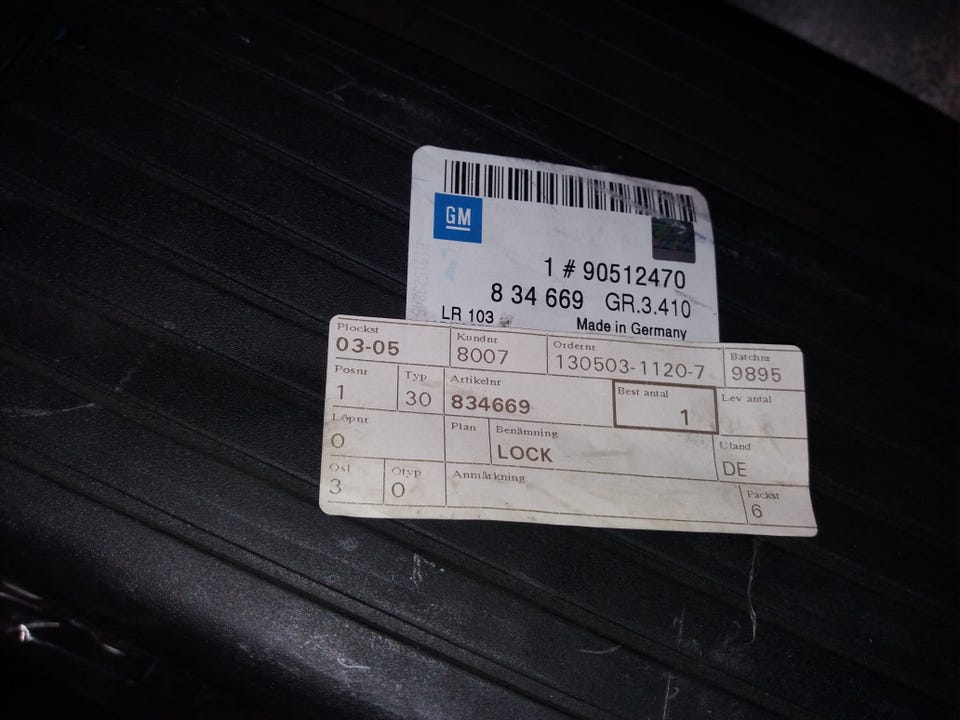 GM
1 # 90512470
8 34 669 GR.3.410
LR 103 Made in Germany
Plockst Kundnr Ordernr Batchnr
03-05 8007 130503-1120-7 9895
Posnr Typ Artikelnr Best antal Lev antal
1 30 834669 1
Löpnr Plan Benämning U land
0 LOCK DE
Osl Otyp Anmärkning Packst
3 0 6